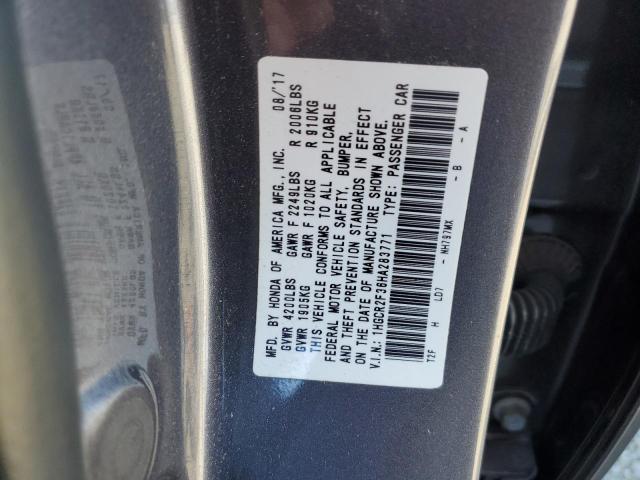 MFD. BY HONDA OF AMERICA MFG., INC. 08/'17
GVWR 4200LBS GAWR F 2249LBS R 2006LBS
GVWR 1905KG GAWR F 1020KG R 910KG
THIS VEHICLE CONFORMS TO ALL APPLICABLE
FEDERAL MOTOR VEHICLE SAFETY, BUMPER,
AND THEFT PREVENTION STANDARDS IN EFFECT
ON THE DATE OF MANUFACTURE SHOWN ABOVE.
V.I.N.: 1HGCR2F36HA283771 TYPE: PASSENGER CAR
T2F H LD7 - NH797MX - B - A